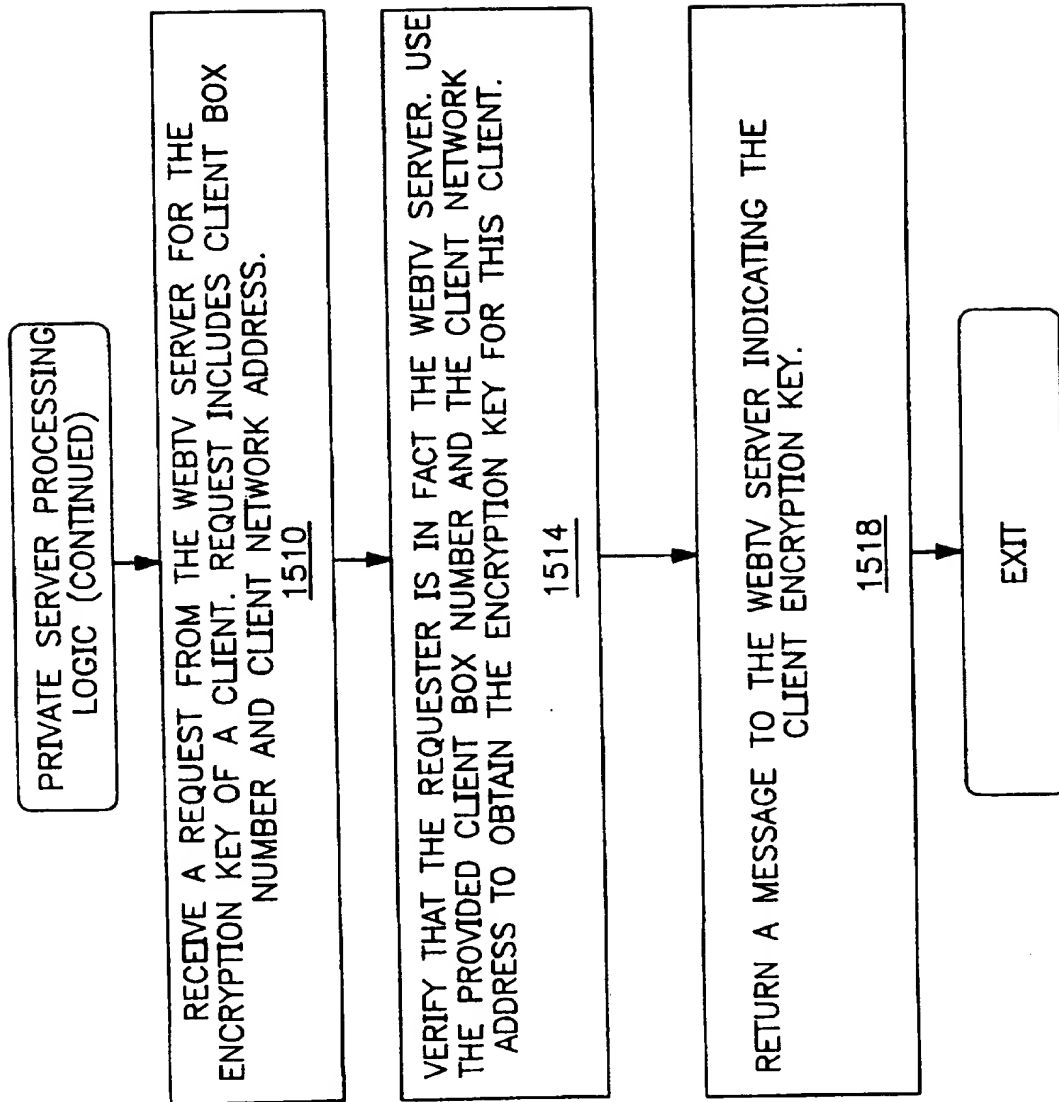 PRIVATE SERVER PROCESSING
LOGIC (CONTINUED)
RECEIVE A REQUEST FROM THE WEBTV SERVER FOR THE
ENCRYPTION KEY OF A CLIENT. REQUEST INCLUDES CLIENT BOX
NUMBER AND CLIENT NETWORK ADDRESS.
1510
VERIFY THAT THE REQUESTER IS IN FACT THE WEBTV SERVER. USE
THE PROVIDED CLIENT BOX NUMBER AND THE CLIENT NETWORK
ADDRESS TO OBTAIN THE ENCRYPTION KEY FOR THIS CLIENT.
1514
RETURN A MESSAGE TO THE WEBTV SERVER INDICATING THE
CLIENT ENCRYPTION KEY.
1518
EXIT